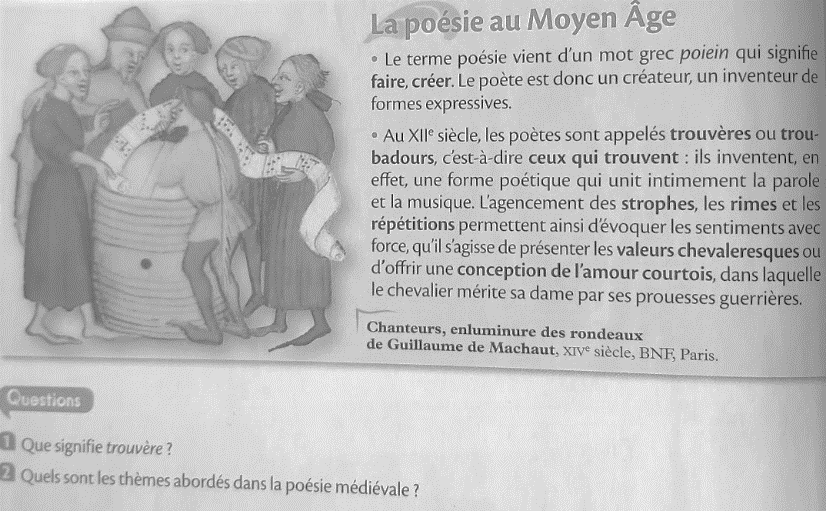 La poésie au Moyen Âge
• Le terme poésie vient d'un mot grec poiein qui signifie
faire, créer. Le poète est donc un créateur, un inventeur de
formes expressives.
• Au XIIe siècle, les poètes sont appelés trouvères ou trou-
badours, c'est-à-dire ceux qui trouvent : ils inventent, en
effet, une forme poétique qui unit intimement la parole
et la musique. L'agencement des strophes, les rimes et les
répétitions permettent ainsi d'évoquer les sentiments avec
force, qu'il s'agisse de présenter les valeurs chevaleresques ou
d'offrir une conception de l'amour courtois, dans laquelle
le chevalier mérite sa dame par ses prouesses guerrières.
Chanteurs, enluminure des rondeaux
de Guillaume de Machaut, XIVe siècle, BNF, Paris.
Questions
1 Que signifie trouvère ?
2 Quels sont les thèmes abordés dans la poésie médiévale ?